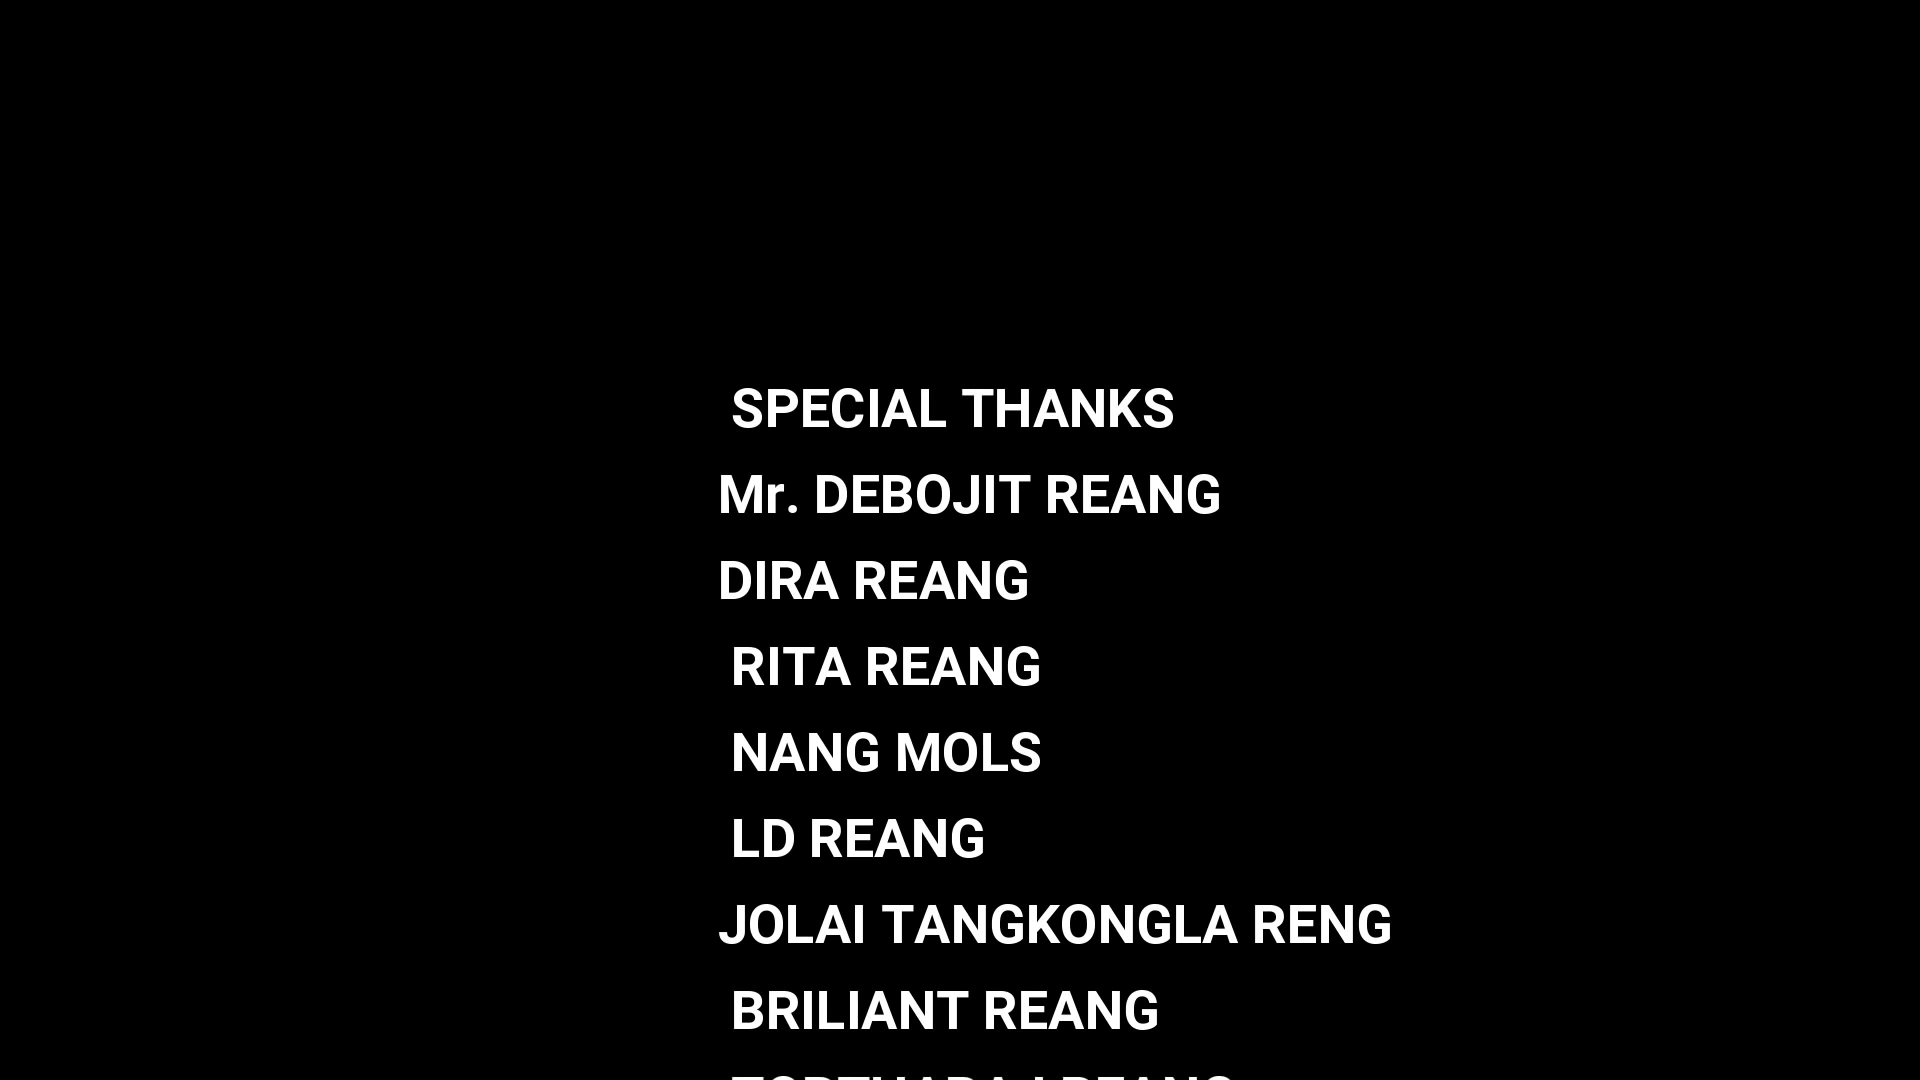 SPECIAL THANKS
Mr. DEBOJIT REANG
DIRA REANG
RITA REANG
NANG MOLS
LD REANG
JOLAI TANGKONGLA RENG
BRILIANT REANG